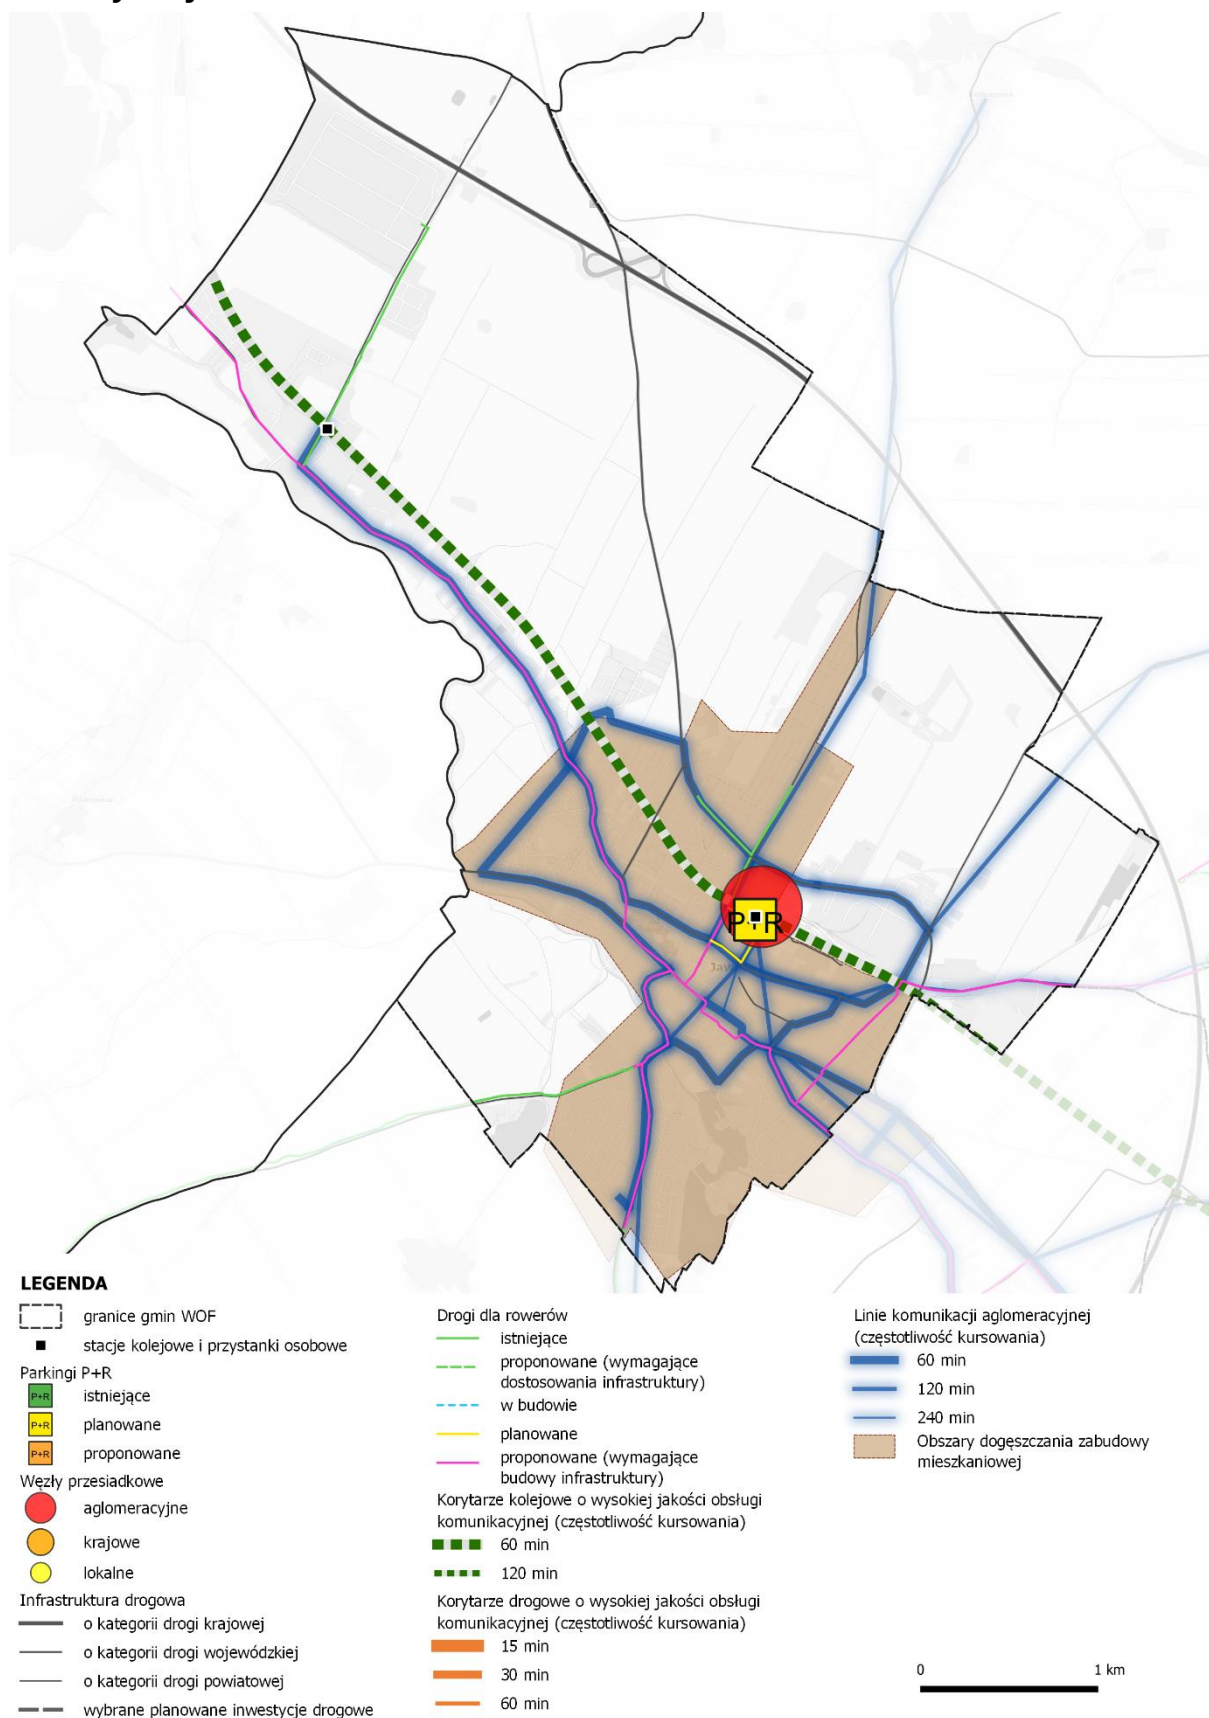 P+R
LEGENDA
granice gmin WOF
stacje kolejowe i przystanki osobowe
Parkingi P+R
P+R istniejące
P+R planowane
P+R proponowane
Węzły przesiadkowe
aglomeracyjne
krajowe
lokalne
Infrastruktura drogowa
o kategorii drogi krajowej
o kategorii drogi wojewódzkiej
o kategorii drogi powiatowej
wybrane planowane inwestycje drogowe
Drogi dla rowerów
istniejące
proponowane (wymagające
dostosowania infrastruktury)
w budowie
planowane
proponowane (wymagające
budowy infrastruktury)
Korytarze kolejowe o wysokiej jakości obsługi
komunikacyjnej (częstotliwość kursowania)
60 min
120 min
Korytarze drogowe o wysokiej jakości obsługi
komunikacyjnej (częstotliwość kursowania)
15 min
30 min
60 min
Linie komunikacji aglomeracyjnej
(częstotliwość kursowania)
60 min
120 min
240 min
Obszary dogęszczania zabudowy
mieszkaniowej
0 1 km